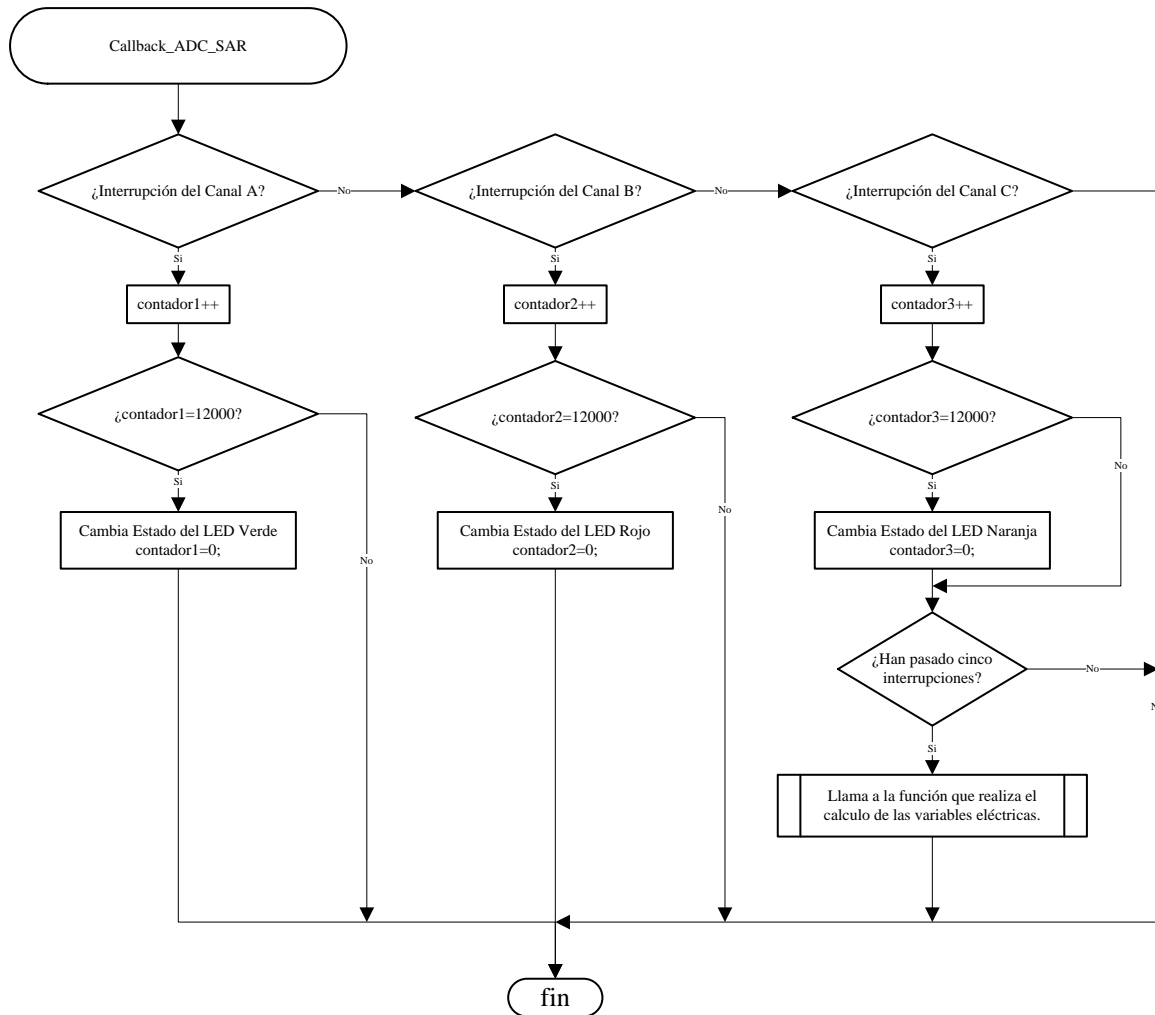 Callback_ADC_SAR
¿Interrupción del Canal A?
No
¿Interrupción del Canal B?
No
¿Interrupción del Canal C?
Si
Si
Si
contador1++
contador2++
contador3++
¿contador1=12000?
¿contador2=12000?
¿contador3=12000?
No
Si
Si
Si
No
Cambia Estado del LED Verde
contador1=0;
Cambia Estado del LED Rojo
contador2=0;
Cambia Estado del LED Naranja
contador3=0;
No
¿Han pasado cinco
interrupciones?
No
Si
Llama a la función que realiza el
calculo de las variables eléctricas.
fin